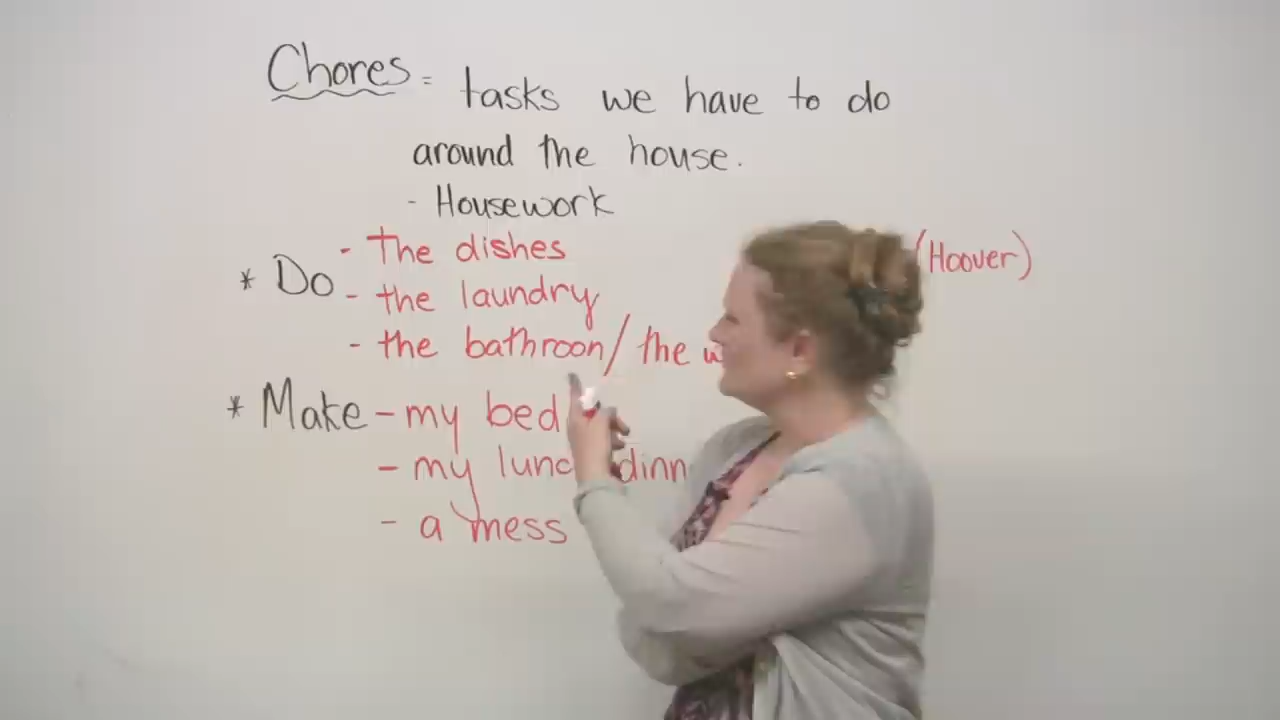 Chores = tasks we have to do
around the house.
- Housework
* Do - The dishes
(Hoover)
- the laundry
- the bathroon / the
* Make - my bed
- my
- a mess